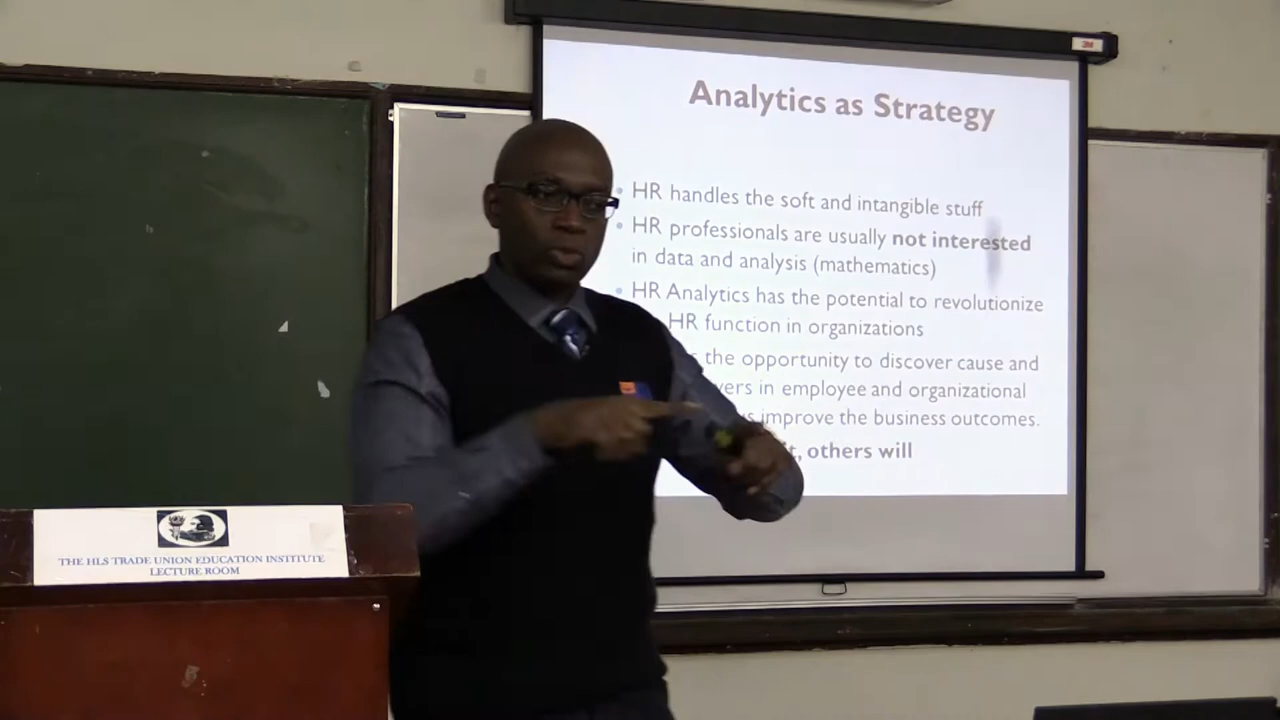 3M
Analytics as Strategy
HR handles the soft and intangible stuff
HR professionals are usually not interested
in data and analysis (mathematics)
HR Analytics has the potential to revolutionize
HR function in organizations
the opportunity to discover cause and
in employee and organizational
improve the business outcomes.
others will
THE HLS TRADE UNION EDUCATION INSTITUTE
LECTURE ROOM